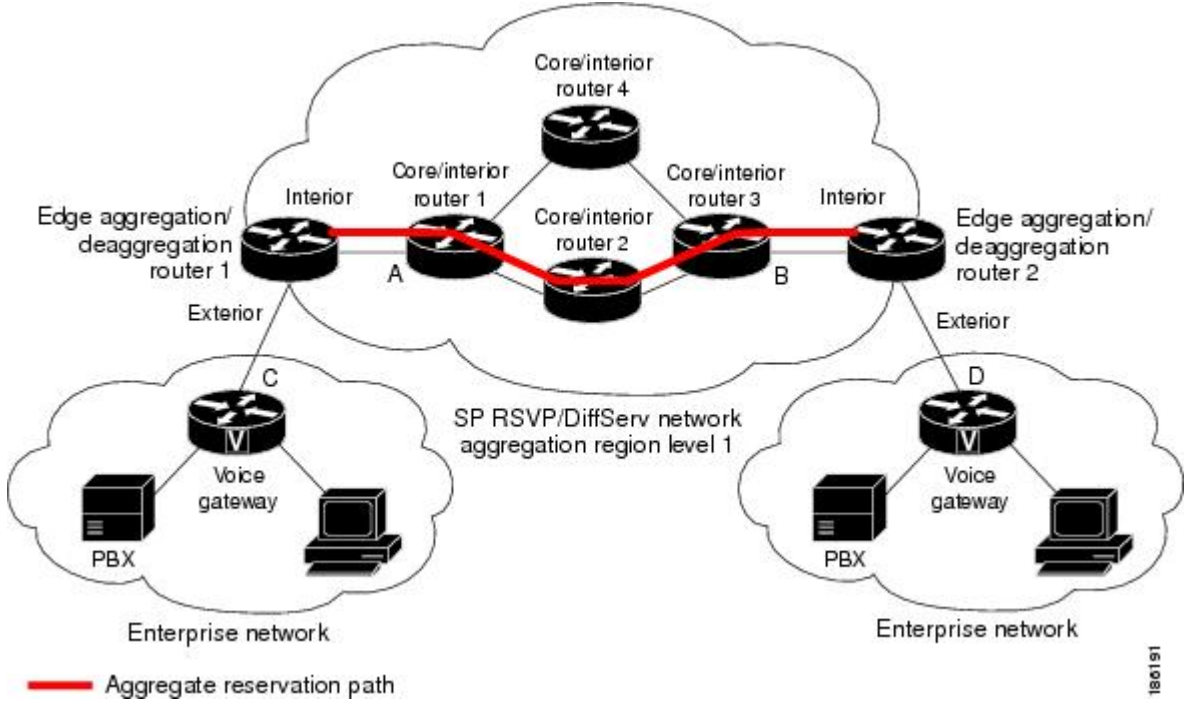 Core/interior
router 4
Core/interior
router 1
Core/interior
router 3
Interior
Interior
Core/interior
router 2
Edge aggregation/
deaggregation
router 1
Edge aggregation/
deaggregation
router 2
A
B
Exterior
Exterior
C
D
SP RSVP/DiffServ network
aggregation region level 1
V
Voice
gateway
PBX
V
Voice
gateway
PBX
Enterprise network
Enterprise network
Aggregate reservation path
186191